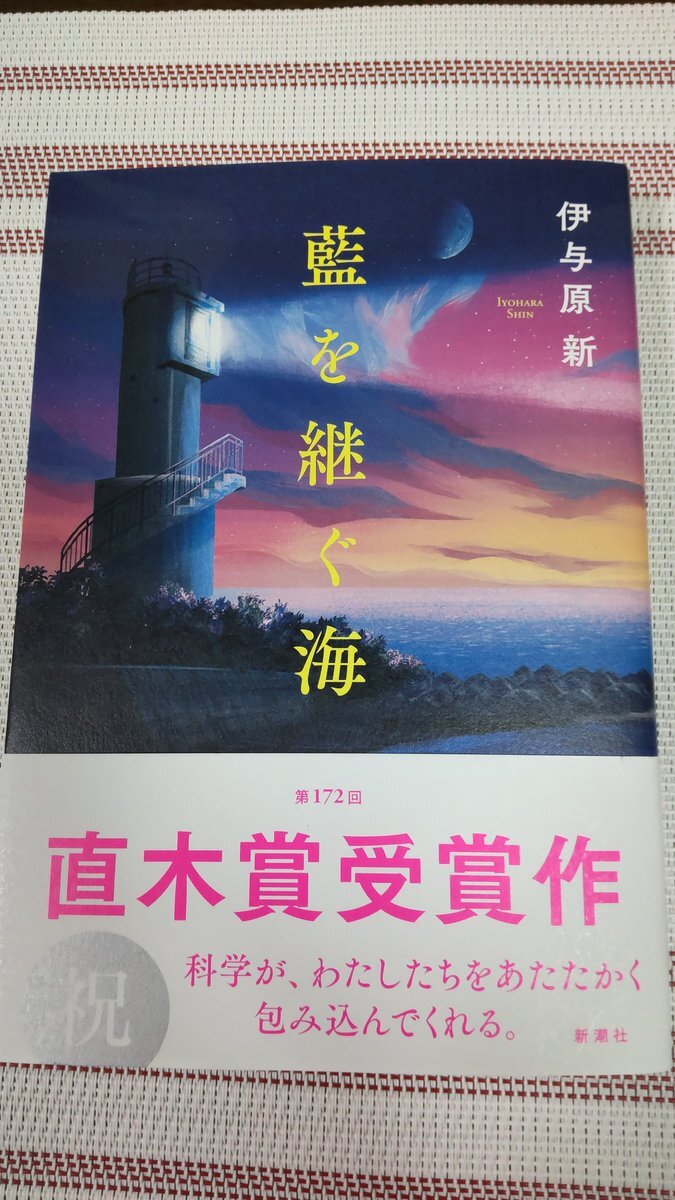 伊与原 新
IYOHARA
SHIN
藍を継ぐ海
第172回
直木賞受賞作
祝
科学が、わたしたちをあたたかく
包み込んでくれる。
新潮社